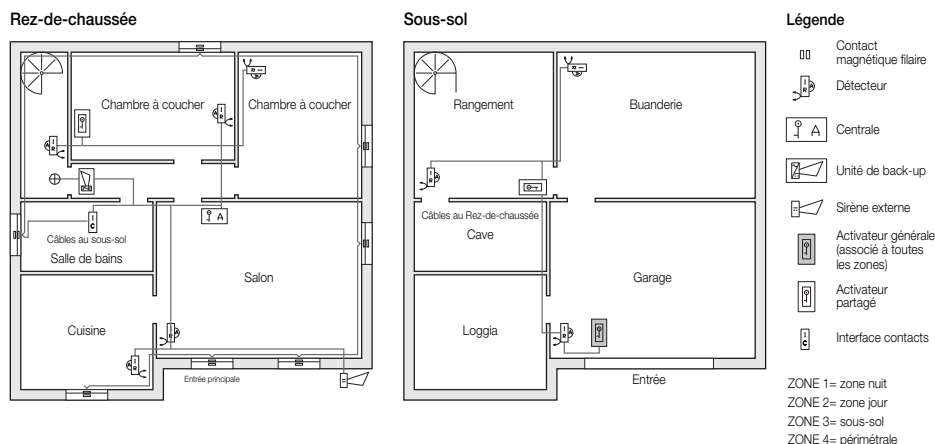 Rez-de-chaussée
Chambre à coucher
Chambre à coucher
Câbles au sous-sol
Salle de bains
A
Salon
Cuisine
Entrée principale
Sous-sol
Rangement
Buanderie
Câbles au Rez-de-chaussée
Cave
Garage
Loggia
Entrée
Légende
Contact
magnétique filaire
Détecteur
A
Centrale
Unité de back-up
Sirène externe
Activateur générale
(associé à toutes
les zones)
Activateur
partagé
Interface contacts
ZONE 1= zone nuit
ZONE 2= zone jour
ZONE 3= sous-sol
ZONE 4= périmétrale